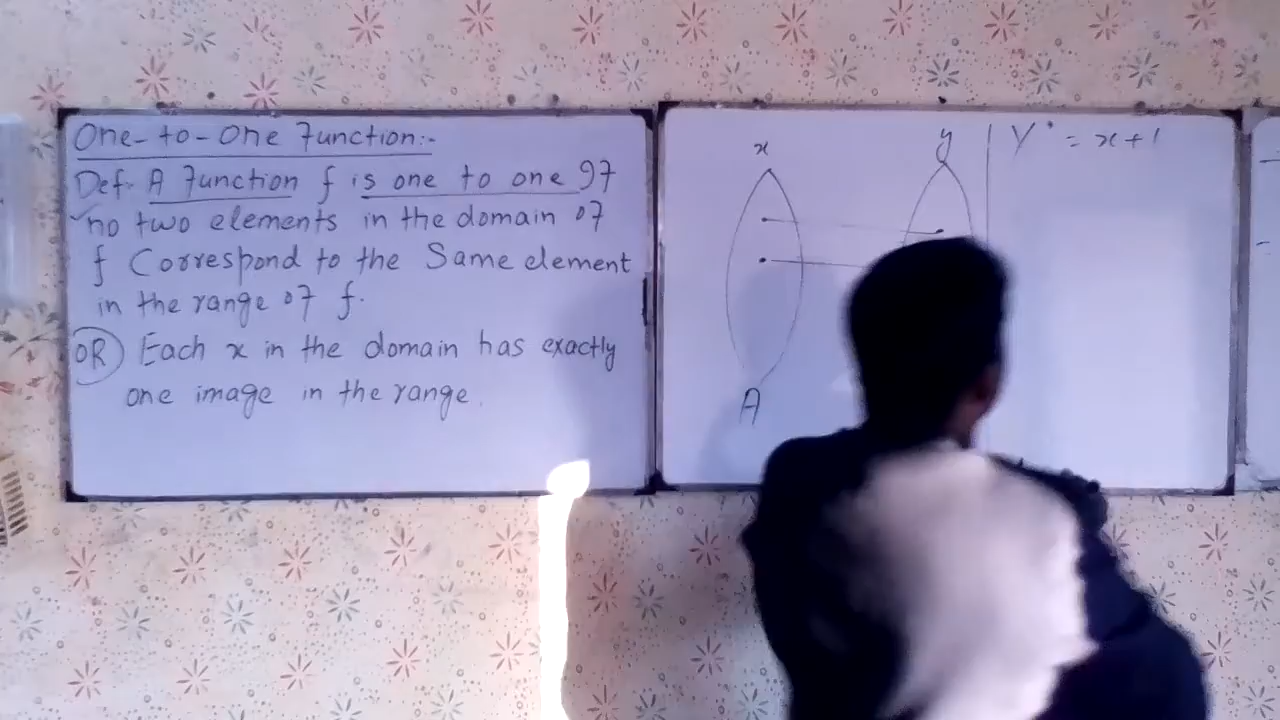 One-to-One Function:-
Def. A Function f is one to one If
no two elements in the domain of
f Correspond to the Same element
in the range of f.
OR Each x in the domain has exactly
one image in the range.
x
y
A
Y = x+1